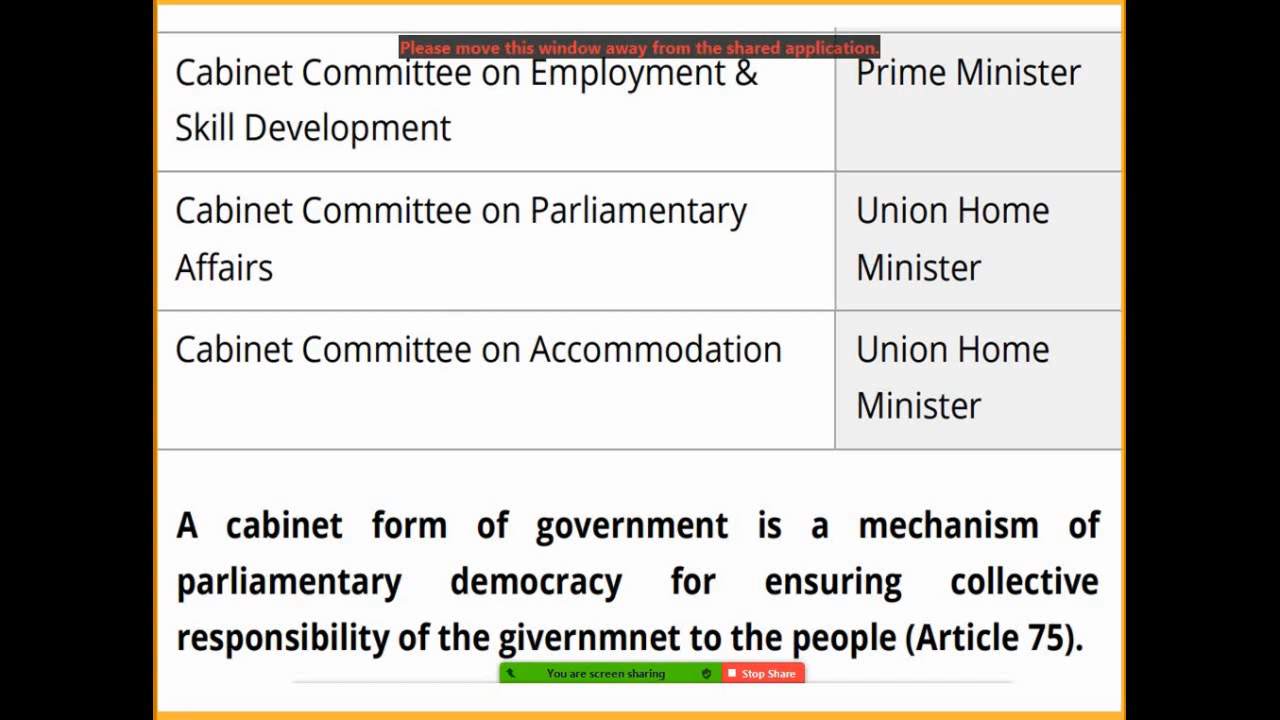 Please move this window away from the shared application.
Cabinet Committee on Employment & Prime Minister
Skill Development
Cabinet Committee on Parliamentary Union Home
Affairs Minister
Cabinet Committee on Accommodation Union Home
Minister
A cabinet form of government is a mechanism of
parliamentary democracy for ensuring collective
responsibility of the givernmnet to the people (Article 75).
You are screen sharing Stop Share